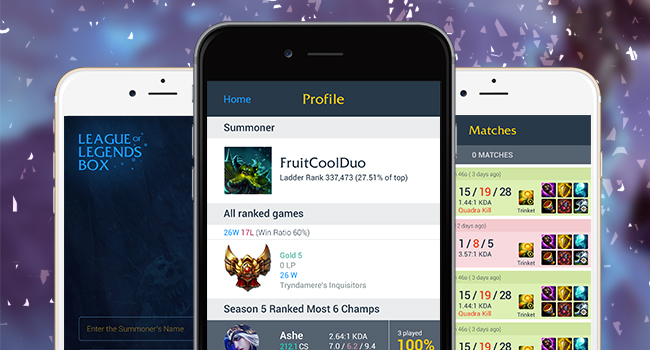 LEAGUE OF
LEGENDS
BOX
Enter the Summoner's Name
Home
Profile
Summoner
FruitCoolDuo
Ladder Rank 337,473 (27.51% of top)
All ranked games
26W 17L (Win Ratio 60%)
Gold 5
0 LP
26 W
Tryndamere's Inquisitors
Season 5 Ranked Most 6 Champs
Ashe
212.1 CS
2.64:1 KDA
7.0 / 6.2 / 9.4
3 played
100%
Matches
0 MATCHES
46s ( 3 days ago)
15 / 19 / 28
1.44:1 KDA
Quadra Kill
Trinket
2 days ago)
1 / 8 / 5
3.57:1 KDA
Trinket
46s ( 3 days ago)
15 / 19 / 28
1.44:1 KDA
Quadra Kill
Trinket
46s ( 3 days ago)
15 / 19 / 28